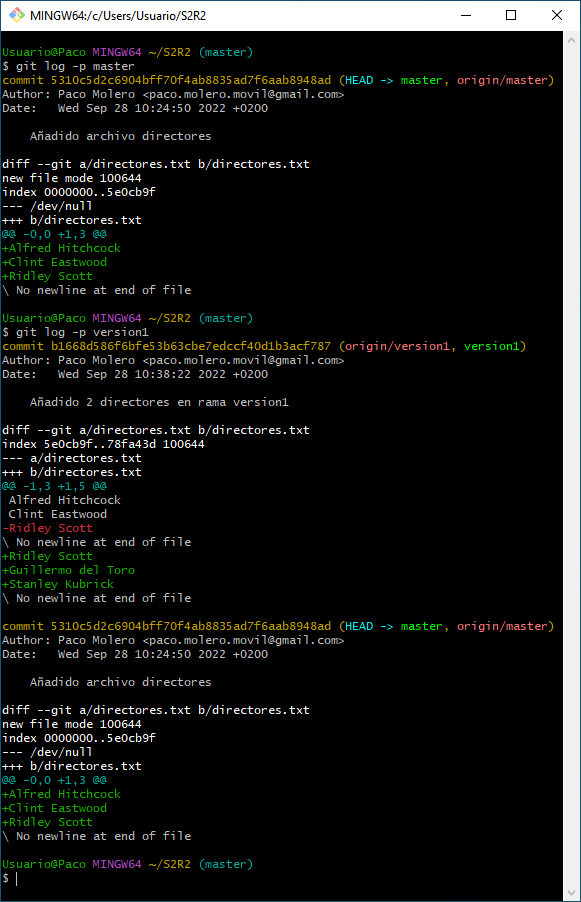 MINGW64:/c/Users/Usuario/S2R2
Usuario@Paco MINGW64 ~/S2R2 (master)
$ git log -p master
commit 5310c5d2c6904bff70f4ab8835ad7f6aab8948ad (HEAD -> master, origin/master)
Author: Paco Molero <paco.molero.movil@gmail.com>
Date:   Wed Sep 28 10:24:50 2022 +0200
    Añadido archivo directores
diff --git a/directores.txt b/directores.txt
new file mode 100644
index 0000000..5e0cb9f
--- /dev/null
+++ b/directores.txt
@@ -0,0 +1,3 @@
+Alfred Hitchcock
+Clint Eastwood
+Ridley Scott
\ No newline at end of file
Usuario@Paco MINGW64 ~/S2R2 (master)
$ git log -p version1
commit b1668d586f6bfe53b63cbe7edccf40d1b3acf787 (origin/version1, version1)
Author: Paco Molero <paco.molero.movil@gmail.com>
Date:   Wed Sep 28 10:38:22 2022 +0200
    Añadido 2 directores en rama version1
diff --git a/directores.txt b/directores.txt
index 5e0cb9f..78fa43d 100644
--- a/directores.txt
+++ b/directores.txt
@@ -1,3 +1,5 @@
 Alfred Hitchcock
 Clint Eastwood
-Ridley Scott
\ No newline at end of file
+Ridley Scott
+Guillermo del Toro
+Stanley Kubrick
\ No newline at end of file
commit 5310c5d2c6904bff70f4ab8835ad7f6aab8948ad (HEAD -> master, origin/master)
Author: Paco Molero <paco.molero.movil@gmail.com>
Date:   Wed Sep 28 10:24:50 2022 +0200
    Añadido archivo directores
diff --git a/directores.txt b/directores.txt
new file mode 100644
index 0000000..5e0cb9f
--- /dev/null
+++ b/directores.txt
@@ -0,0 +1,3 @@
+Alfred Hitchcock
+Clint Eastwood
+Ridley Scott
\ No newline at end of file
Usuario@Paco MINGW64 ~/S2R2 (master)
$